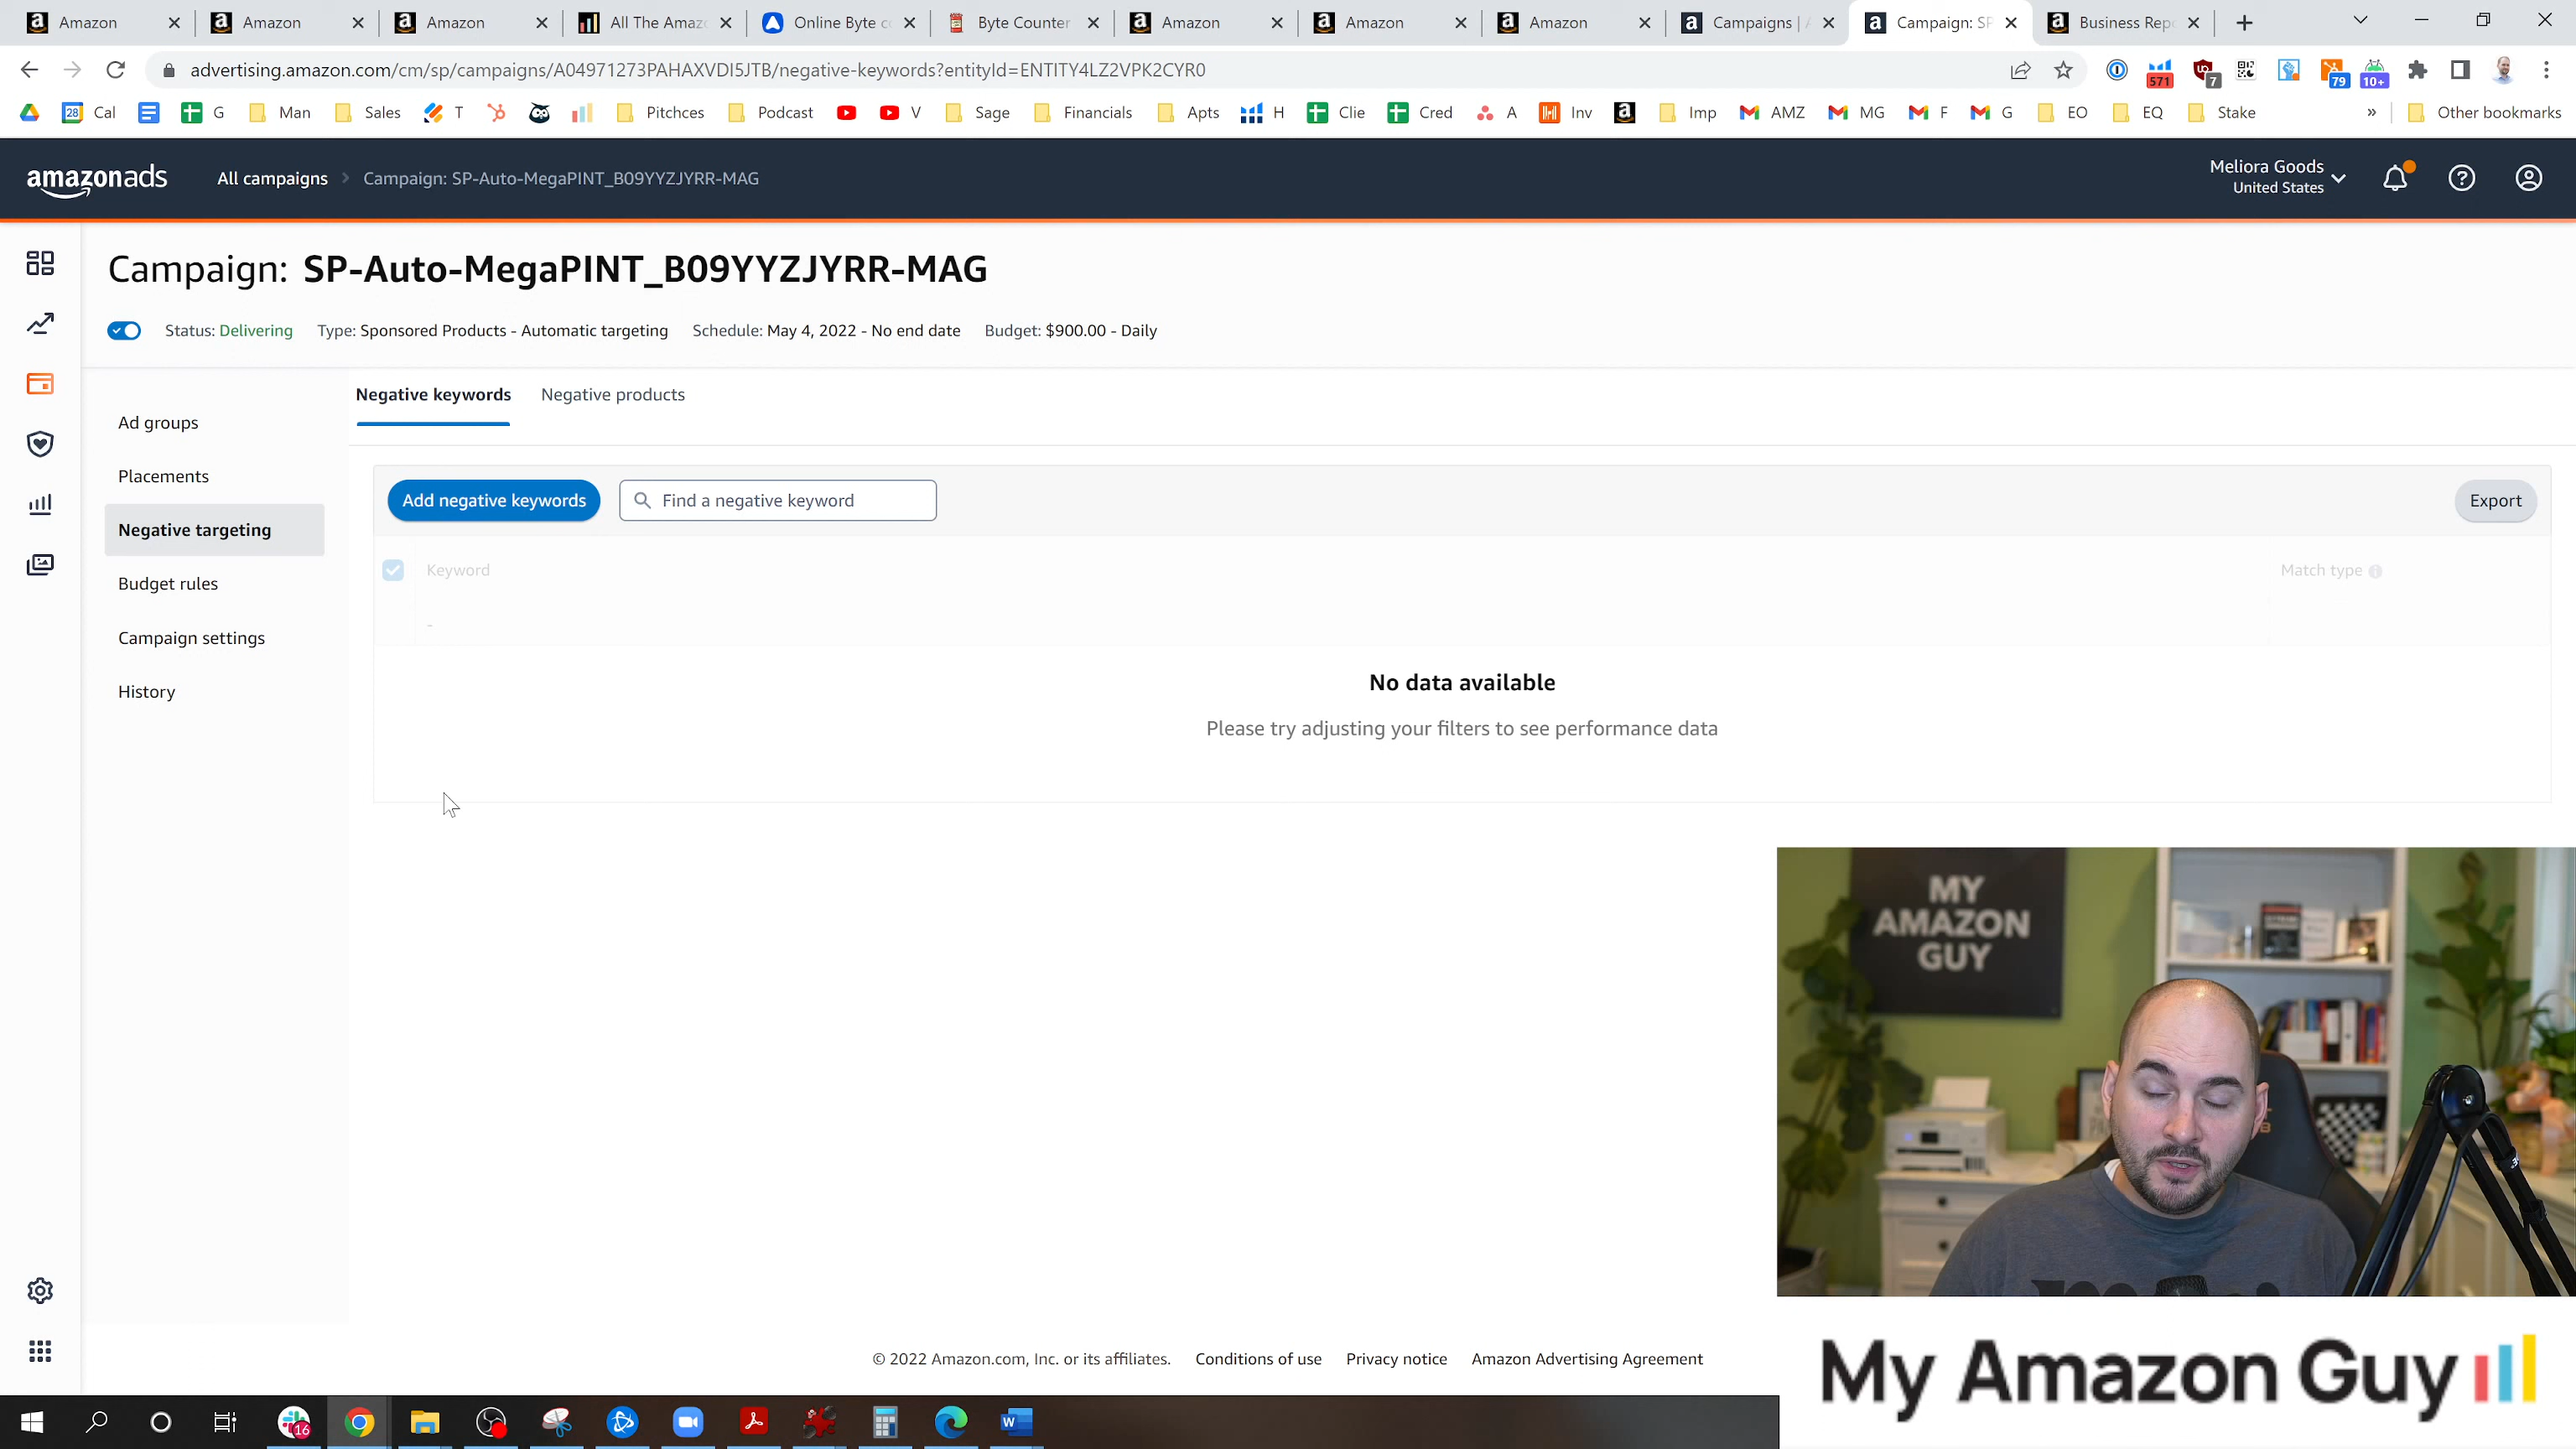 Amazon
Amazon
Amazon
All The Amaz
Online Byte c
Byte Counter
Amazon
Amazon
Amazon
Campaigns | A
Campaign: SP
Business Rep
advertising.amazon.com/cm/sp/campaigns/A04971273PAHAXVDI5JTB/negative-keywords?entityId=ENTITY4LZ2VPK2CYR0
571
7
79
10+
28 Cal
G
Man
Sales
T
Pitchces
Podcast
V
Sage
Financials
Apts
H
Clie
Cred
A
Inv
Imp
AMZ
MG
F
G
EO
EQ
Stake
»
Other bookmarks
amazonads
All campaigns
Campaign: SP-Auto-MegaPINT_B09YYZJYRR-MAG
Meliora Goods
United States
Campaign: SP-Auto-MegaPINT_B09YYZJYRR-MAG
Status: Delivering
Type: Sponsored Products - Automatic targeting
Schedule: May 4, 2022 - No end date
Budget: $900.00 - Daily
Ad groups
Placements
Negative targeting
Budget rules
Campaign settings
History
Negative keywords
Negative products
Add negative keywords
Find a negative keyword
Export
Keyword
Match type
-
No data available
Please try adjusting your filters to see performance data
MY
AMAZON
GUY
© 2022 Amazon.com, Inc. or its affiliates.
Conditions of use
Privacy notice
Amazon Advertising Agreement
My Amazon Guy
16